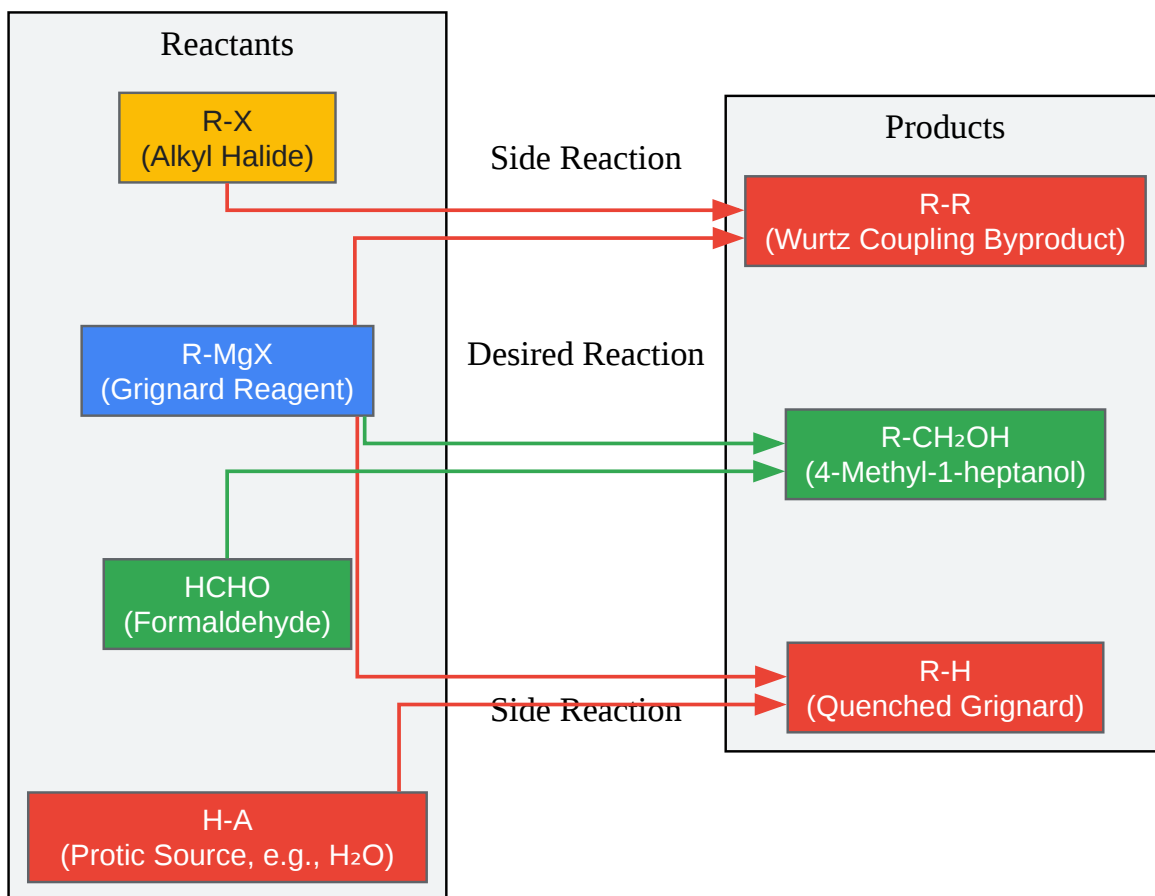 Reactants
R-X
(Alkyl Halide)
Side Reaction
Products
R-R
(Wurtz Coupling Byproduct)
R-MgX
(Grignard Reagent)
Desired Reaction
R-CH₂OH
(4-Methyl-1-heptanol)
HCHO
(Formaldehyde)
Side Reaction
R-H
(Quenched Grignard)
H-A
(Protic Source, e.g., H₂O)